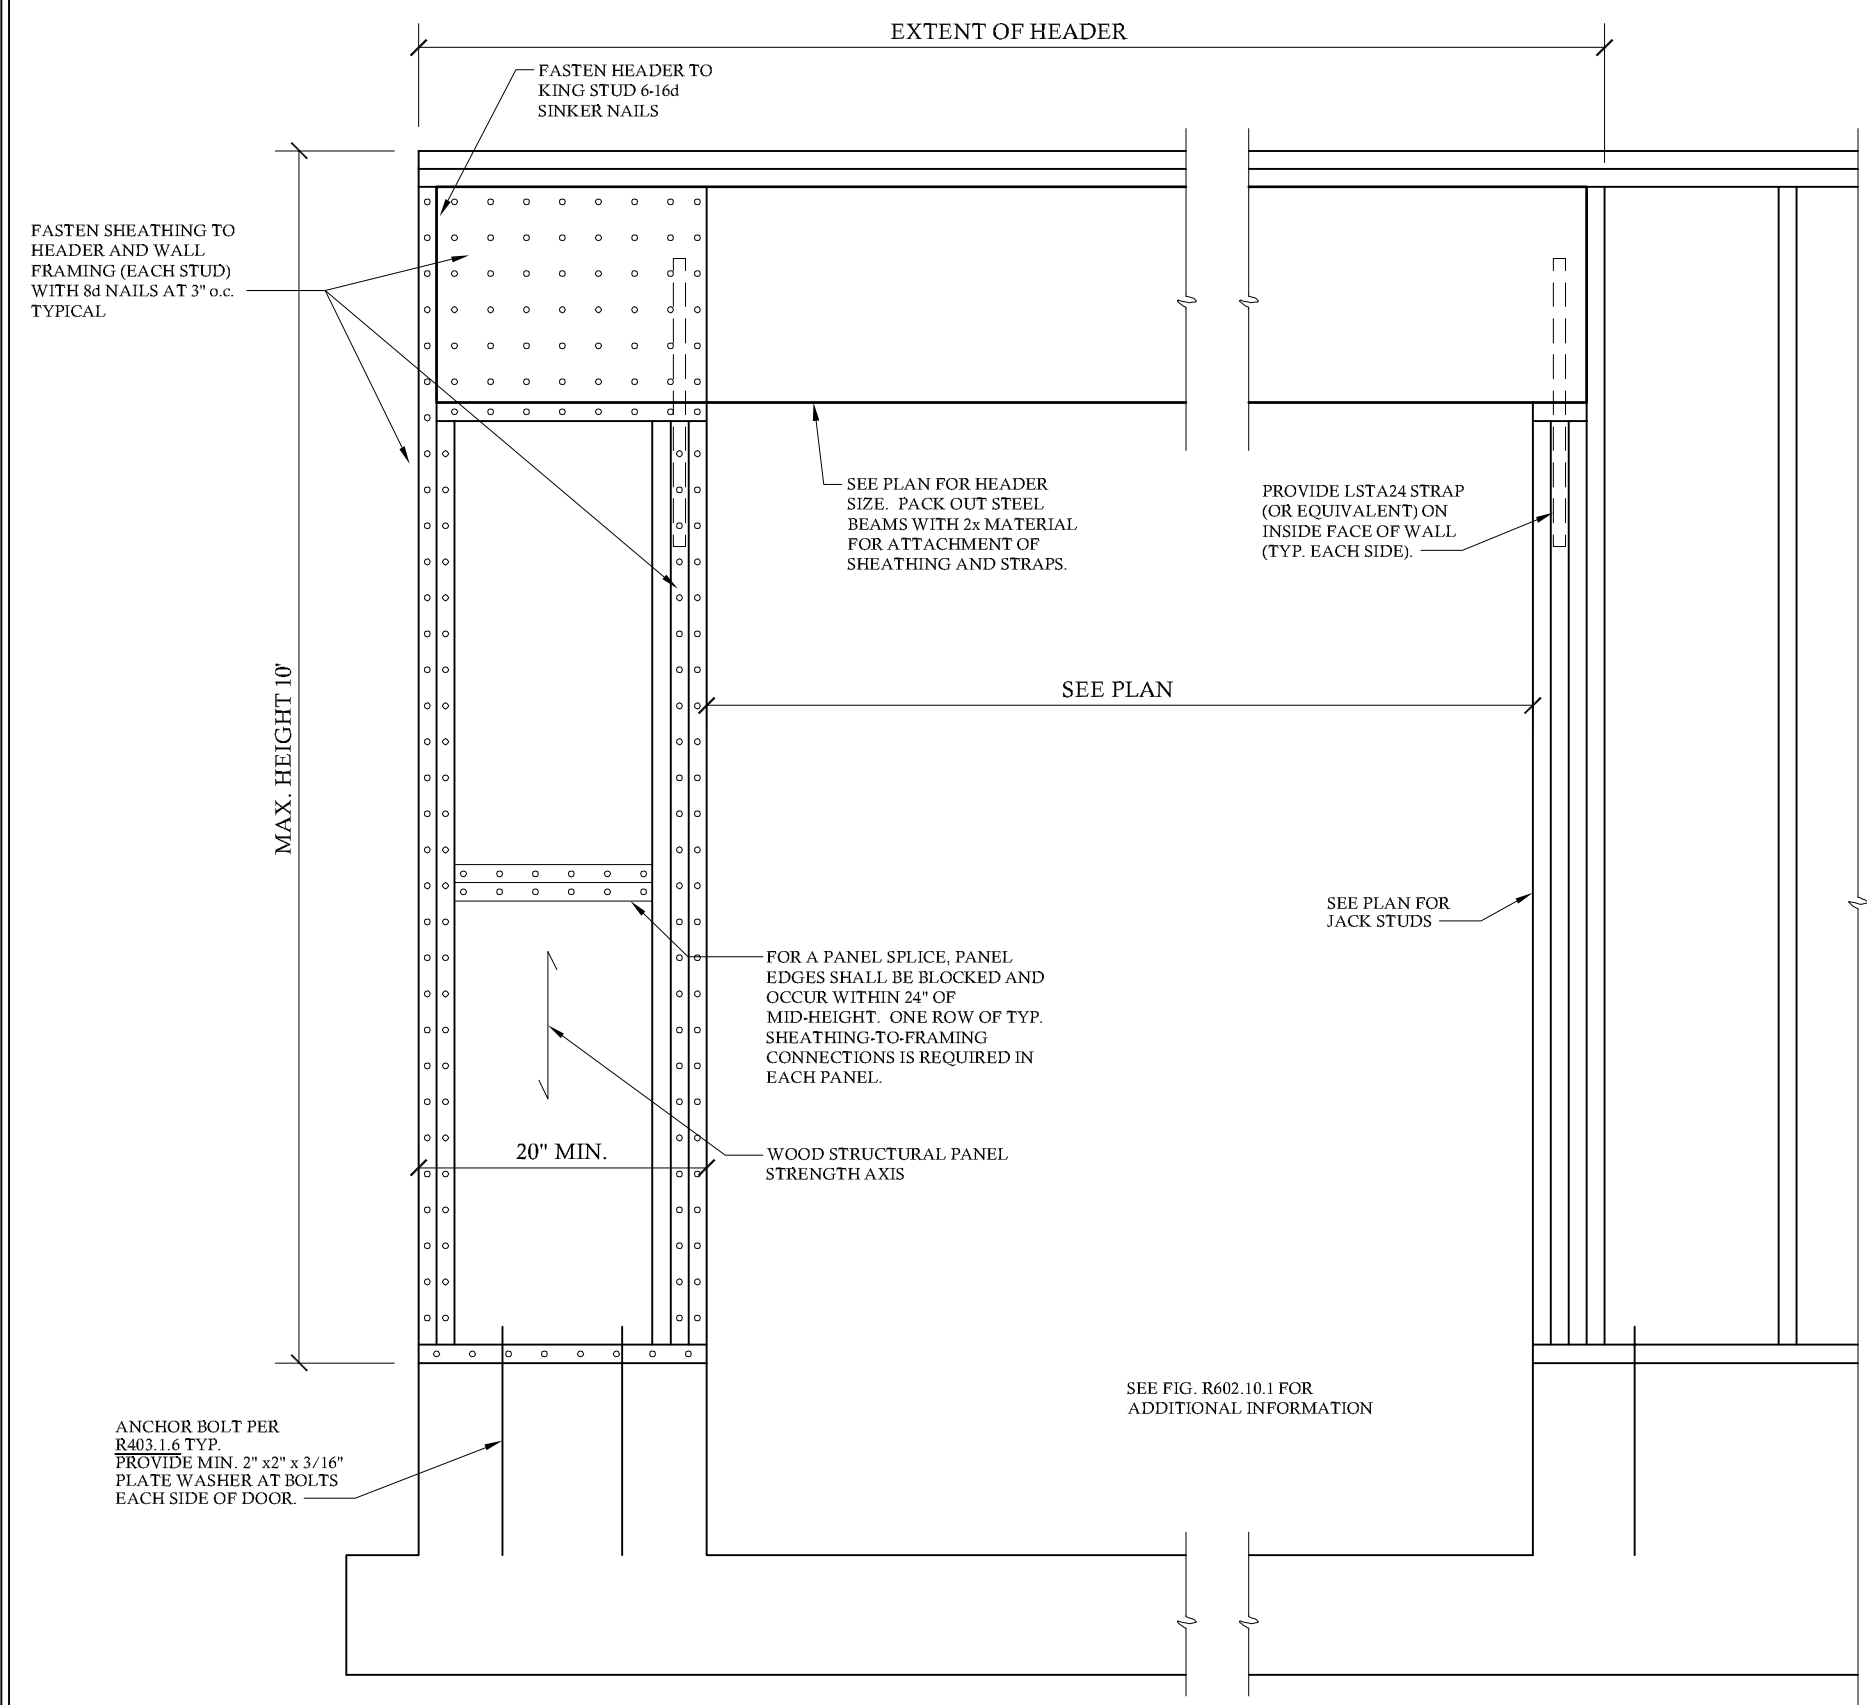 EXTENT OF HEADER
FASTEN HEADER TO
KING STUD 6-16d
SINKER NAILS
FASTEN SHEATHING TO
HEADER AND WALL
FRAMING (EACH STUD)
WITH 8d NAILS AT 3" o.c.
TYPICAL
SEE PLAN FOR HEADER
SIZE. PACK OUT STEEL
BEAMS WITH 2x MATERIAL
FOR ATTACHMENT OF
SHEATHING AND STRAPS.
PROVIDE LSTA24 STRAP
(OR EQUIVALENT) ON
INSIDE FACE OF WALL
(TYP. EACH SIDE).
MAX. HEIGHT 10'
SEE PLAN
SEE PLAN FOR
JACK STUDS
FOR A PANEL SPLICE, PANEL
EDGES SHALL BE BLOCKED AND
OCCUR WITHIN 24" OF
MID-HEIGHT. ONE ROW OF TYP.
SHEATHING-TO-FRAMING
CONNECTIONS IS REQUIRED IN
EACH PANEL.
20" MIN.
WOOD STRUCTURAL PANEL
STRENGTH AXIS
SEE FIG. R602.10.1 FOR
ADDITIONAL INFORMATION
ANCHOR BOLT PER
R403.1.6 TYP.
PROVIDE MIN. 2" x2" x 3/16"
PLATE WASHER AT BOLTS
EACH SIDE OF DOOR.